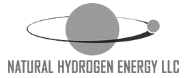 NATURAL HYDROGEN ENERGY LLC